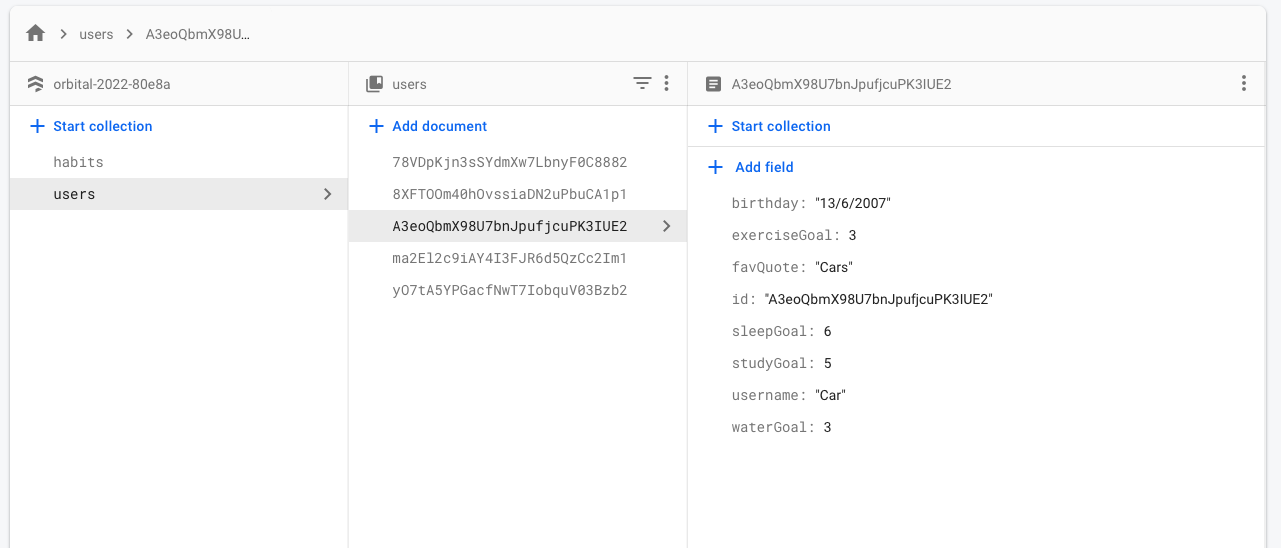 users
A3eoQbmX98U...
orbital-2022-80e8a
Start collection
habits
users
users
Add document
78VDpKjn3sSYdmXw7LbnyF0C8882
8XFTOOm40hOvssiaDN2uPbuCA1p1
A3eoQbmX98U7bnJpufjcuPK3IUE2
ma2El2c9iAY4I3FJR6d5QzCc2Im1
yO7tA5YPGacfNwT7IobquV03Bzb2
A3eoQbmX98U7bnJpufjcuPK3IUE2
Start collection
Add field
birthday: "13/6/2007"
exerciseGoal: 3
favQuote: "Cars"
id: "A3eoQbmX98U7bnJpufjcuPK3IUE2"
sleepGoal: 6
studyGoal: 5
username: "Car"
waterGoal: 3